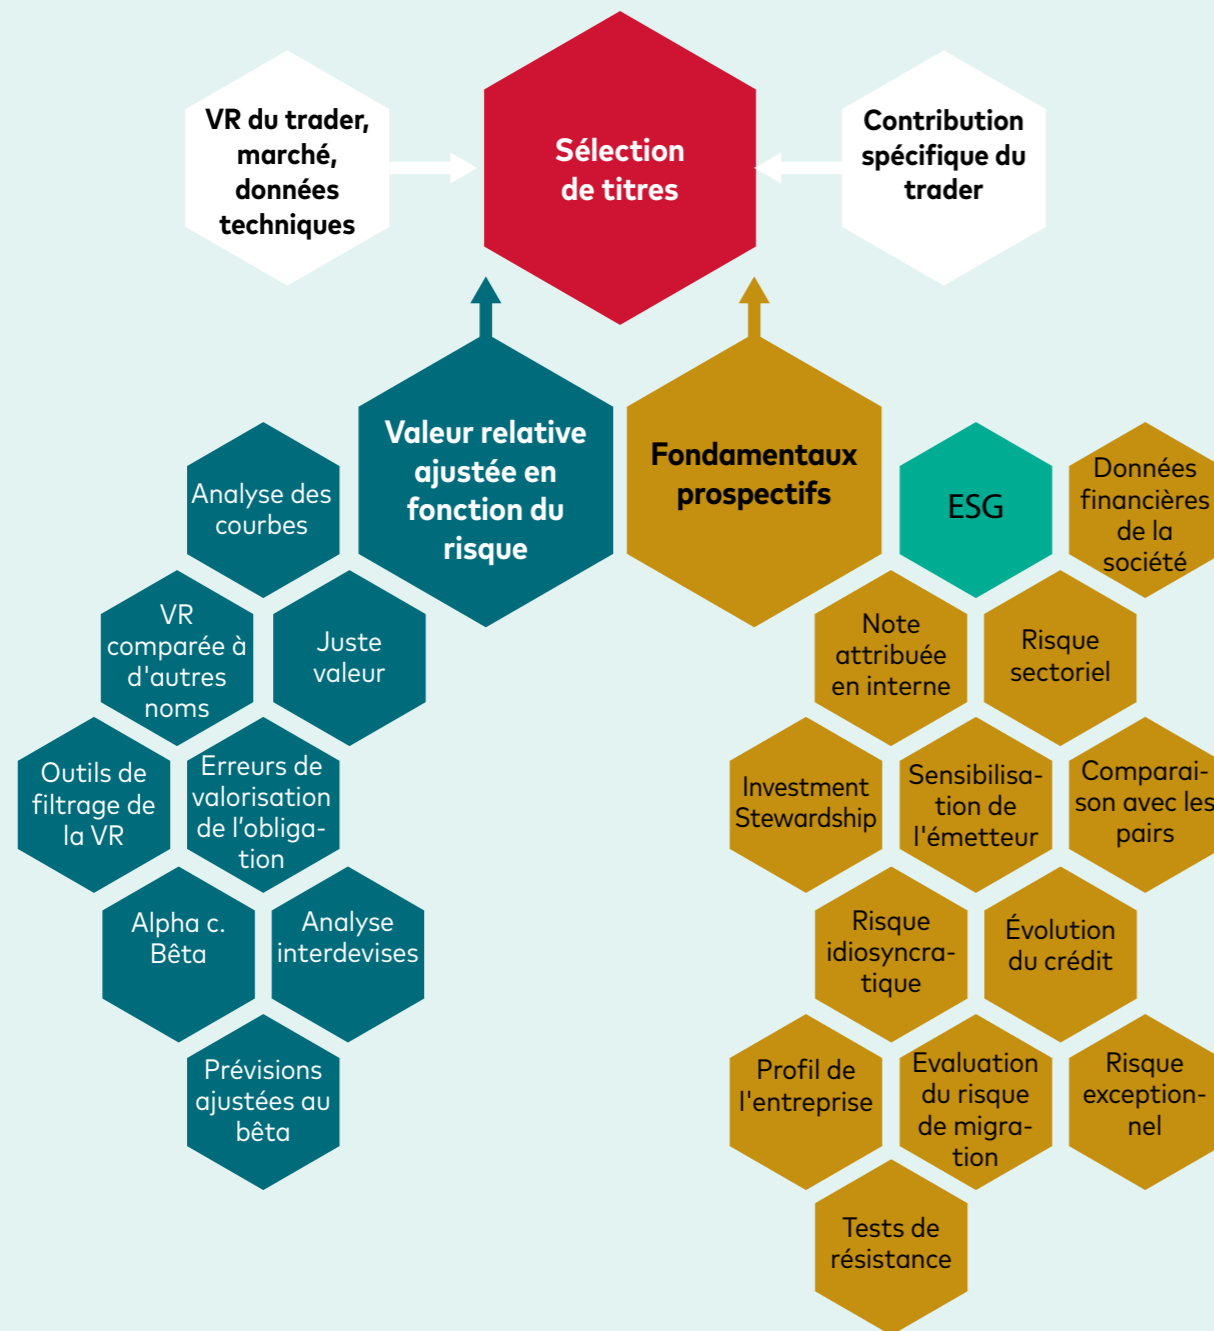 VR du trader,
marché,
données
techniques
Sélection
de titres
Contribution
spécifique du
trader
Valeur relative
ajustée en
fonction du
risque
Fondamentaux
prospectifs
Analyse des
courbes
VR
comparée à
d'autres
noms
Juste
valeur
Outils de
filtrage de
la VR
Erreurs de
valorisation
de l’obliga-
tion
Alpha c.
Bêta
Analyse
interdevises
Prévisions
ajustées au
bêta
ESG
Données
financières
de la
société
Note
attribuée
en interne
Risque
sectoriel
Investment
Stewardship
Sensibilisa-
tion de
l'émetteur
Comparai-
son avec les
pairs
Risque
idiosyncra-
tique
Évolution
du crédit
Profil de
l'entreprise
Evaluation
du risque
de migra-
tion
Risque
exception-
nel
Tests de
résistance